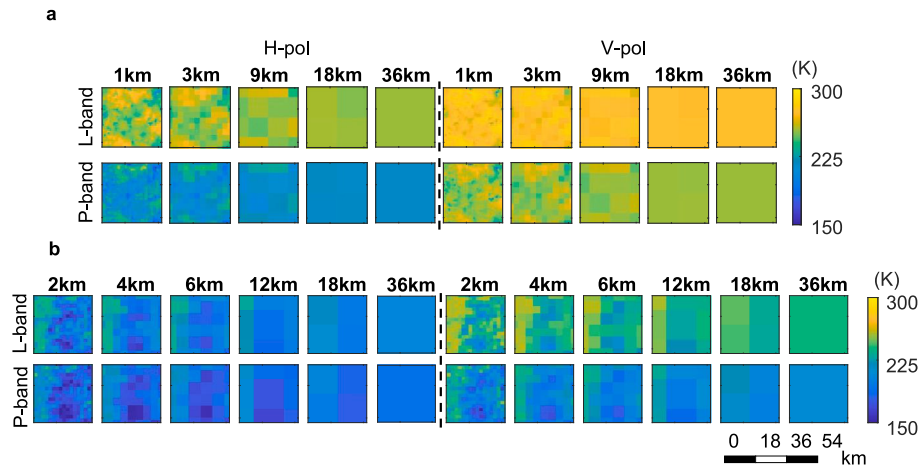 a
H-pol V-pol
1km 3km 9km 18km 36km 1km 3km 9km 18km 36km (K)
L-band
300
225
P-band
150
b
2km 4km 6km 12km 18km 36km 2km 4km 6km 12km 18km 36km (K)
L-band
300
225
P-band
150
0 18 36 54
km